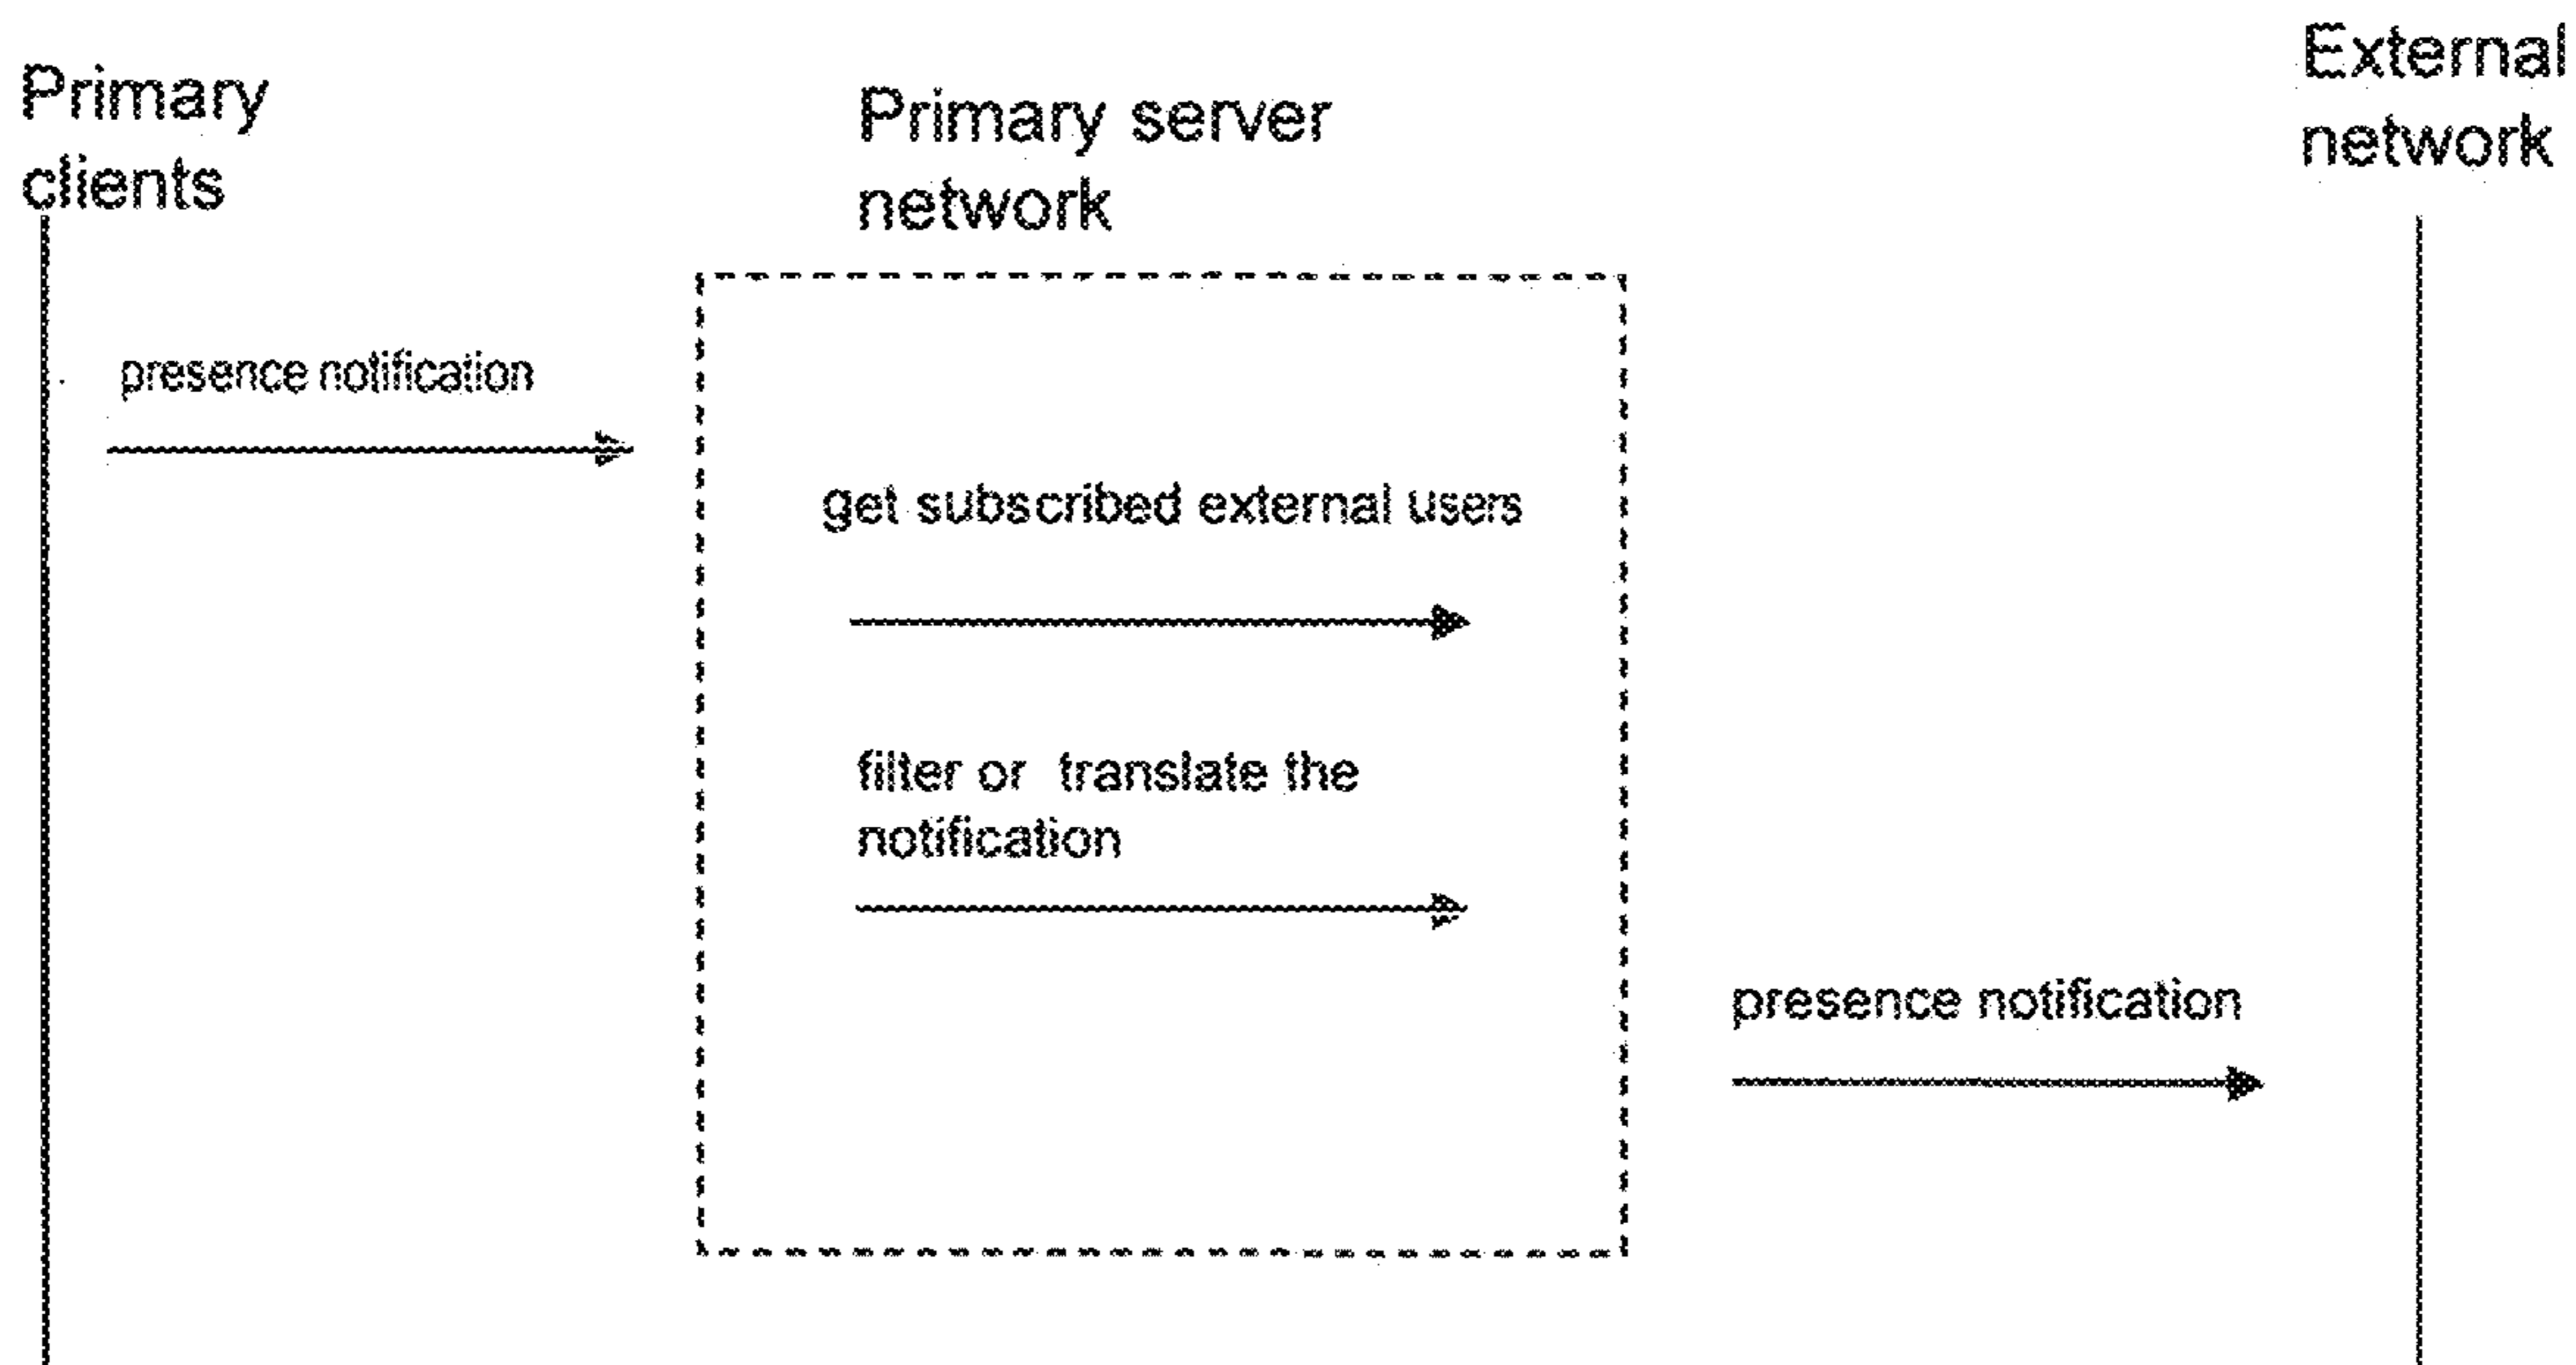 Primary
clients
Primary server
network
External
network
presence notification
get subscribed external users
filter or translate the
notification
presence notification